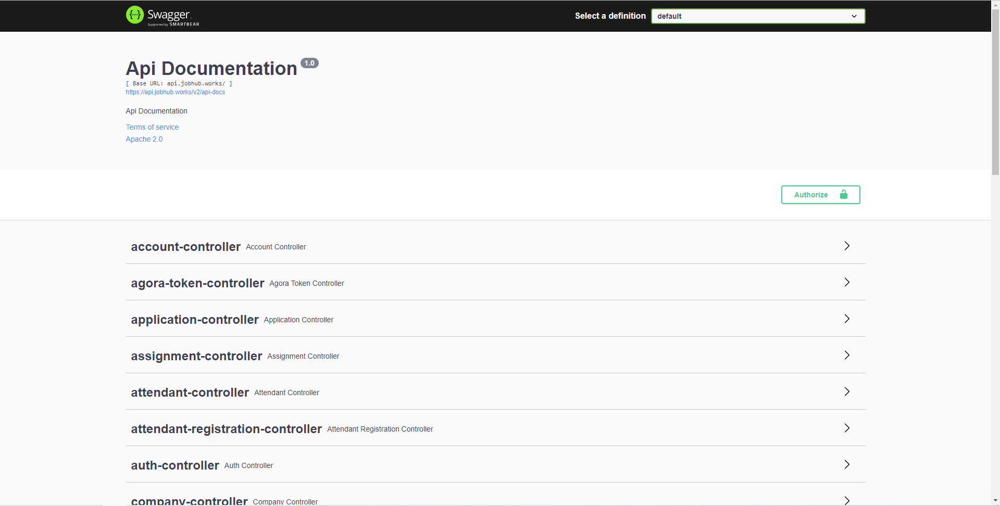 Swagger
Supported by SMARTBEAR
Select a definition
default
Api Documentation 1.0
[ Base URL: api.jobhub.works/ ]
https://api.jobhub.works/v2/api-docs
Api Documentation
Terms of service
Apache 2.0
Authorize
account-controller Account Controller
agora-token-controller Agora Token Controller
application-controller Application Controller
assignment-controller Assignment Controller
attendant-controller Attendant Controller
attendant-registration-controller Attendant Registration Controller
auth-controller Auth Controller
company-controller Company Controller